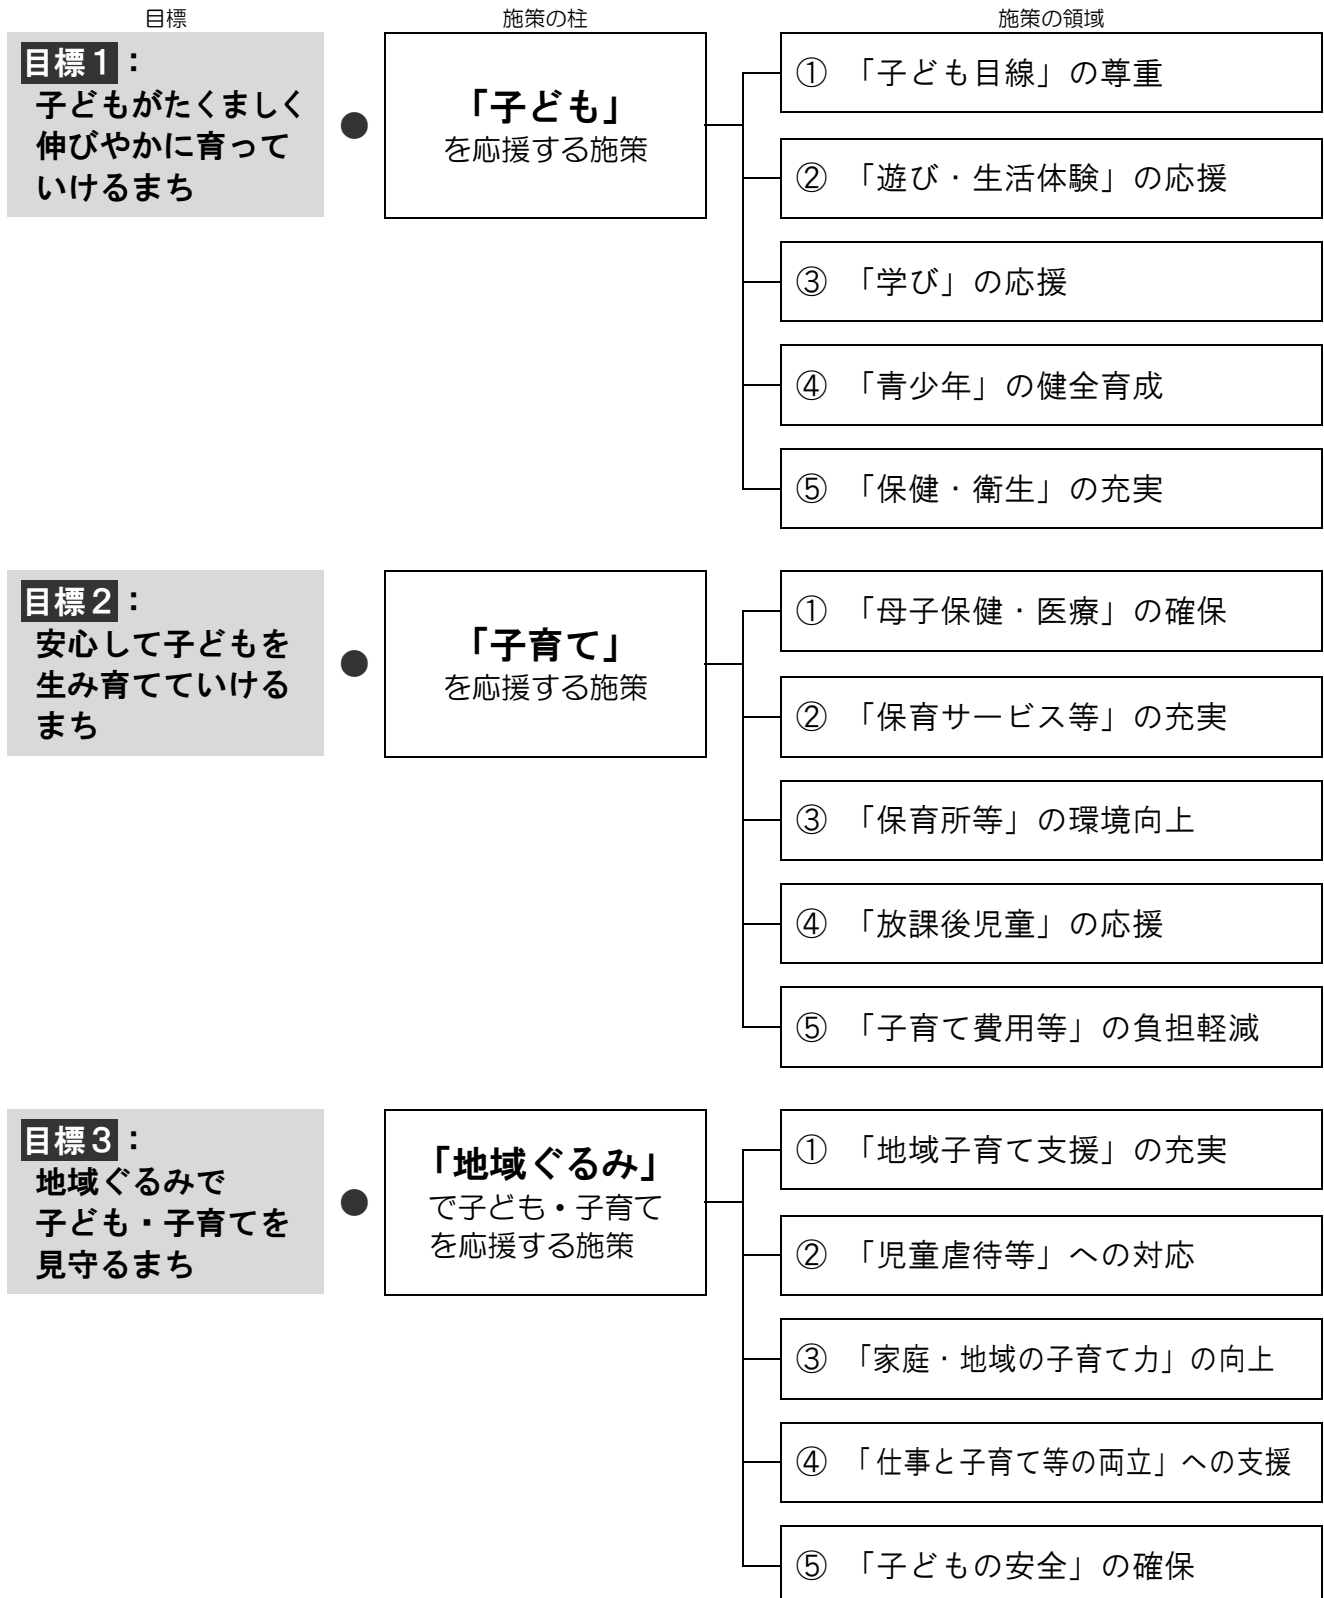 目標
施策の柱
施策の領域
目標1：
子どもがたくましく
伸びやかに育って
いけるまち
●
「子ども」
を応援する施策
① 「子ども目線」の尊重
② 「遊び・生活体験」の応援
③ 「学び」の応援
④ 「青少年」の健全育成
⑤ 「保健・衛生」の充実
目標2：
安心して子どもを
生み育てていける
まち
●
「子育て」
を応援する施策
① 「母子保健・医療」の確保
② 「保育サービス等」の充実
③ 「保育所等」の環境向上
④ 「放課後児童」の応援
⑤ 「子育て費用等」の負担軽減
目標3：
地域ぐるみで
子ども・子育てを
見守るまち
●
「地域ぐるみ」
で子ども・子育て
を応援する施策
① 「地域子育て支援」の充実
② 「児童虐待等」への対応
③ 「家庭・地域の子育て力」の向上
④ 「仕事と子育て等の両立」への支援
⑤ 「子どもの安全」の確保